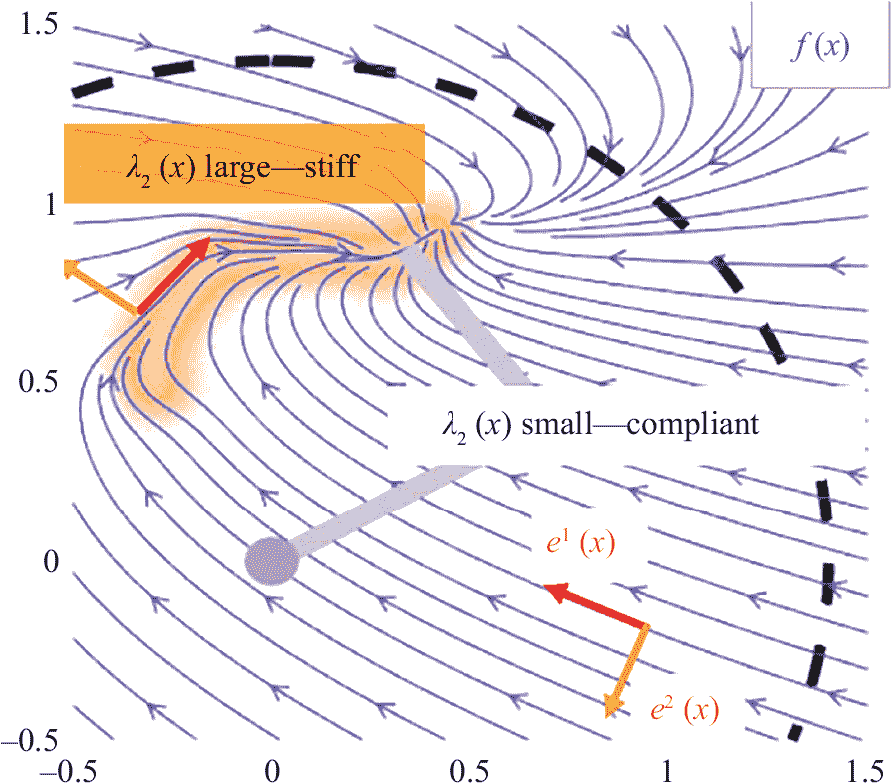 1.5
f (x)
λ₂ (x) large—stiff
1
0.5
λ₂ (x) small—compliant
e¹ (x)
0
e² (x)
–0.5
–0.5 0 0.5 1 1.5